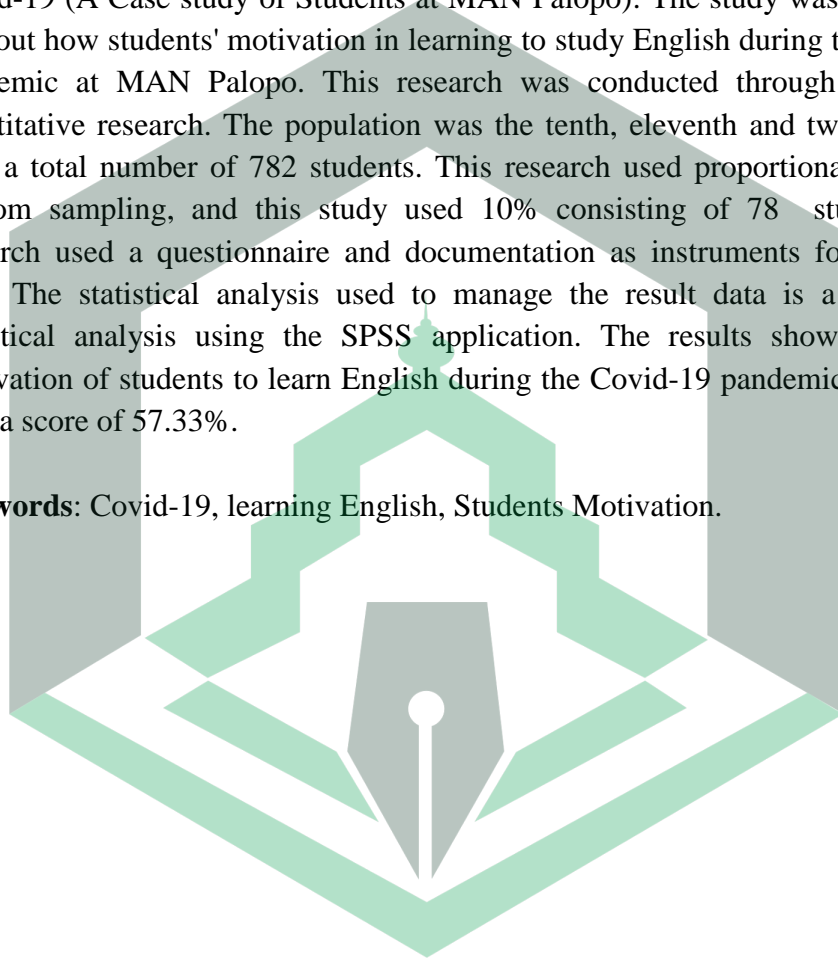 d-19 (A Case study of Students at MAN Palopo). The study was
out how students' motivation in learning to study English during t
emic at MAN Palopo. This research was conducted through
titative research. The population was the tenth, eleventh and tw
a total number of 782 students. This research used proportiona
om sampling, and this study used 10% consisting of 78 stu
rch used a questionnaire and documentation as instruments fo
The statistical analysis used to manage the result data is a
tical analysis using the SPSS application. The results show
vation of students to learn English during the Covid-19 pandemic
a score of 57.33%.
words: Covid-19, learning English, Students Motivation.